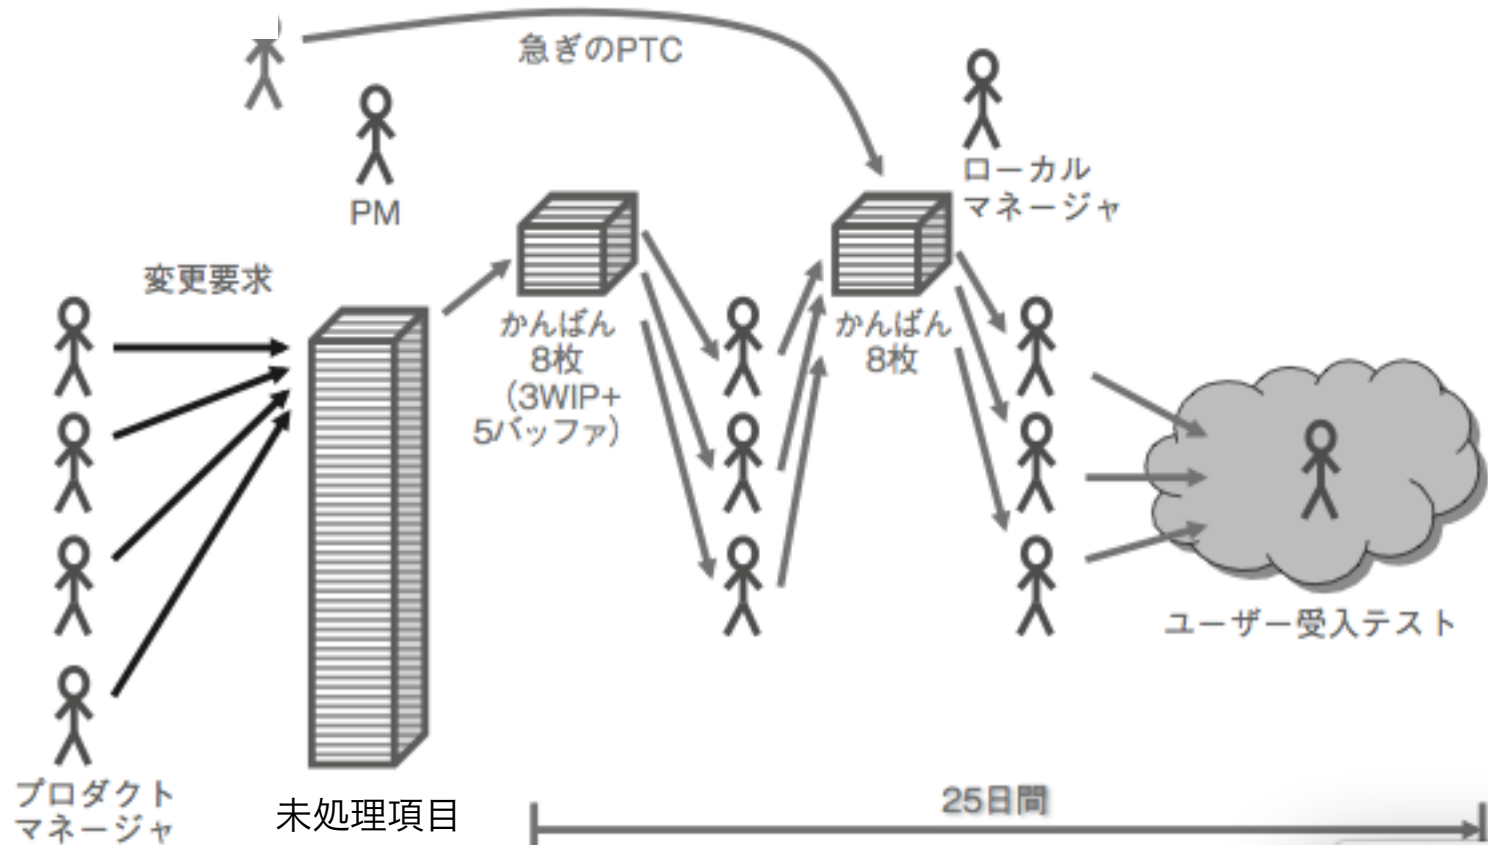 急ぎのPTC
PM
ローカル
マネージャ
変更要求
かんばん
8枚
（3WIP+
5バッファ）
かんばん
8枚
ユーザー受入テスト
プロダクト
マネージャ
未処理項目
25日間